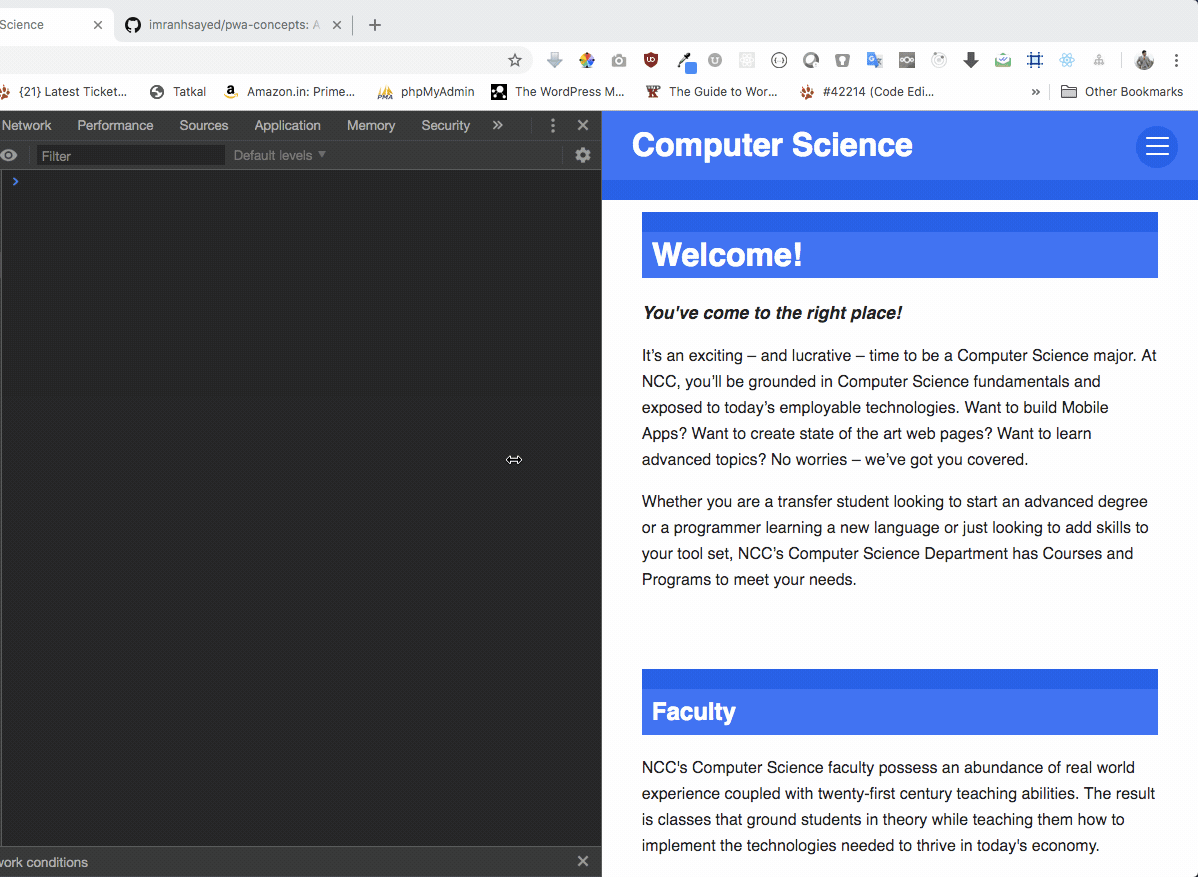 Science
imranhsayed/pwa-concepts: A
{21} Latest Ticket...
Tatkal
Amazon.in: Prime...
phpMyAdmin
The WordPress M...
The Guide to Wor...
#42214 (Code Edi...
»
Other Bookmarks
Network Performance Sources Application Memory Security »
Filter
Default levels ▼
>
ork conditions
Computer Science
Welcome!
You've come to the right place!
It’s an exciting – and lucrative – time to be a Computer Science major. At
NCC, you’ll be grounded in Computer Science fundamentals and
exposed to today’s employable technologies. Want to build Mobile
Apps? Want to create state of the art web pages? Want to learn
advanced topics? No worries – we’ve got you covered.
Whether you are a transfer student looking to start an advanced degree
or a programmer learning a new language or just looking to add skills to
your tool set, NCC’s Computer Science Department has Courses and
Programs to meet your needs.
Faculty
NCC's Computer Science faculty possess an abundance of real world
experience coupled with twenty-first century teaching abilities. The result
is classes that ground students in theory while teaching them how to
implement the technologies needed to thrive in today's economy.